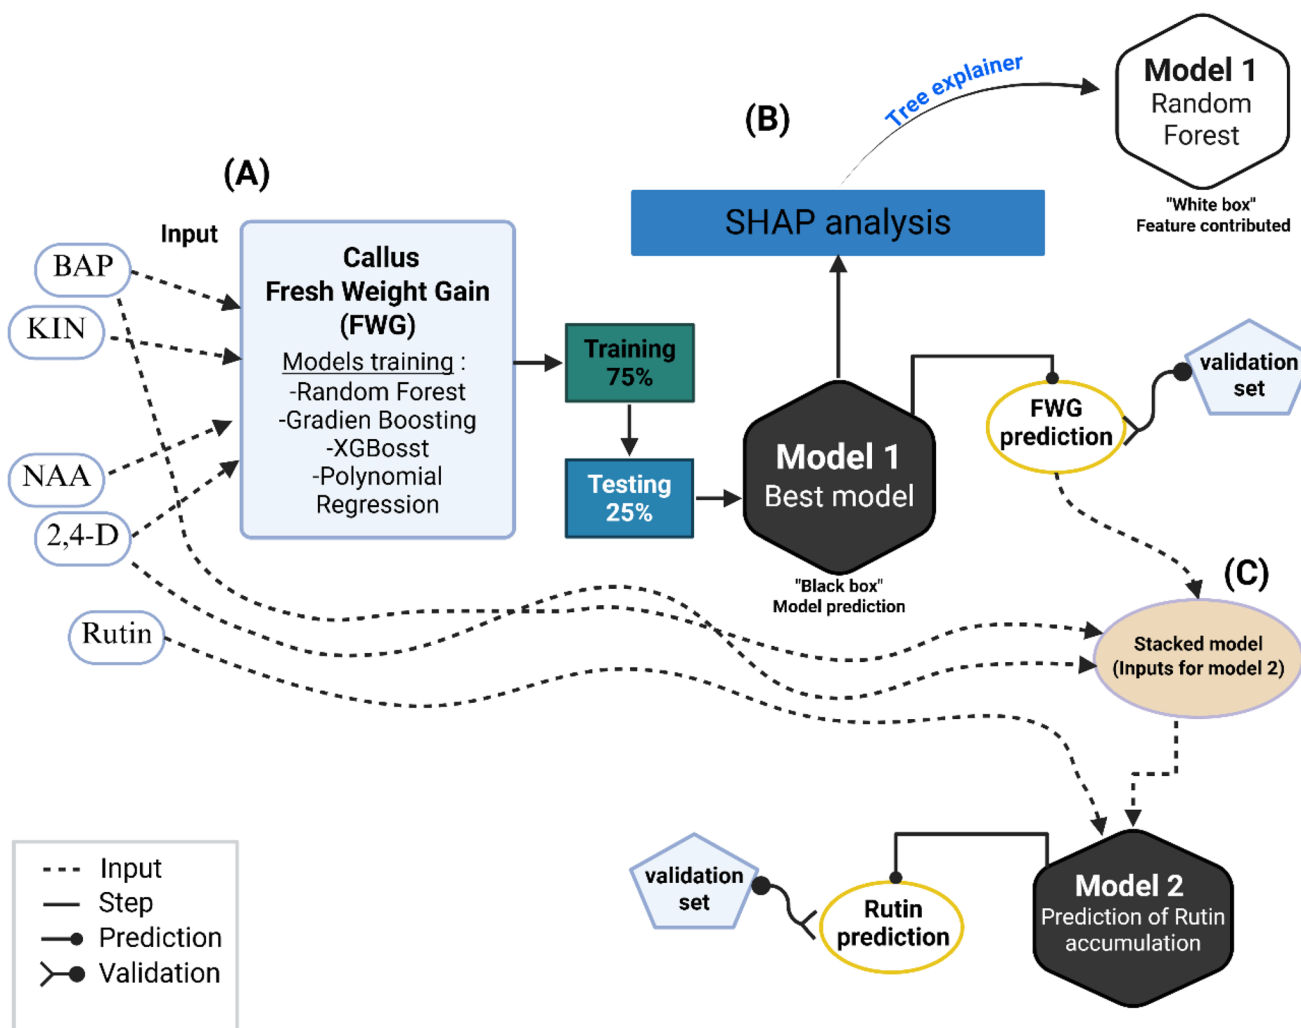 (A)
Input
BAP
KIN
NAA
2,4-D
Rutin
Callus
Fresh Weight Gain
(FWG)
Models training :
-Random Forest
-Gradien Boosting
-XGBosst
-Polynomial
Regression
Training
75%
Testing
25%
(B)
SHAP analysis
Tree explainer
Model 1
Random
Forest
"White box"
Feature contributed
Model 1
Best model
"Black box"
Model prediction
FWG
prediction
validation
set
(C)
Stacked model
(Inputs for model 2)
Model 2
Prediction of Rutin
accumulation
Rutin
prediction
validation
set
Input
Step
Prediction
Validation